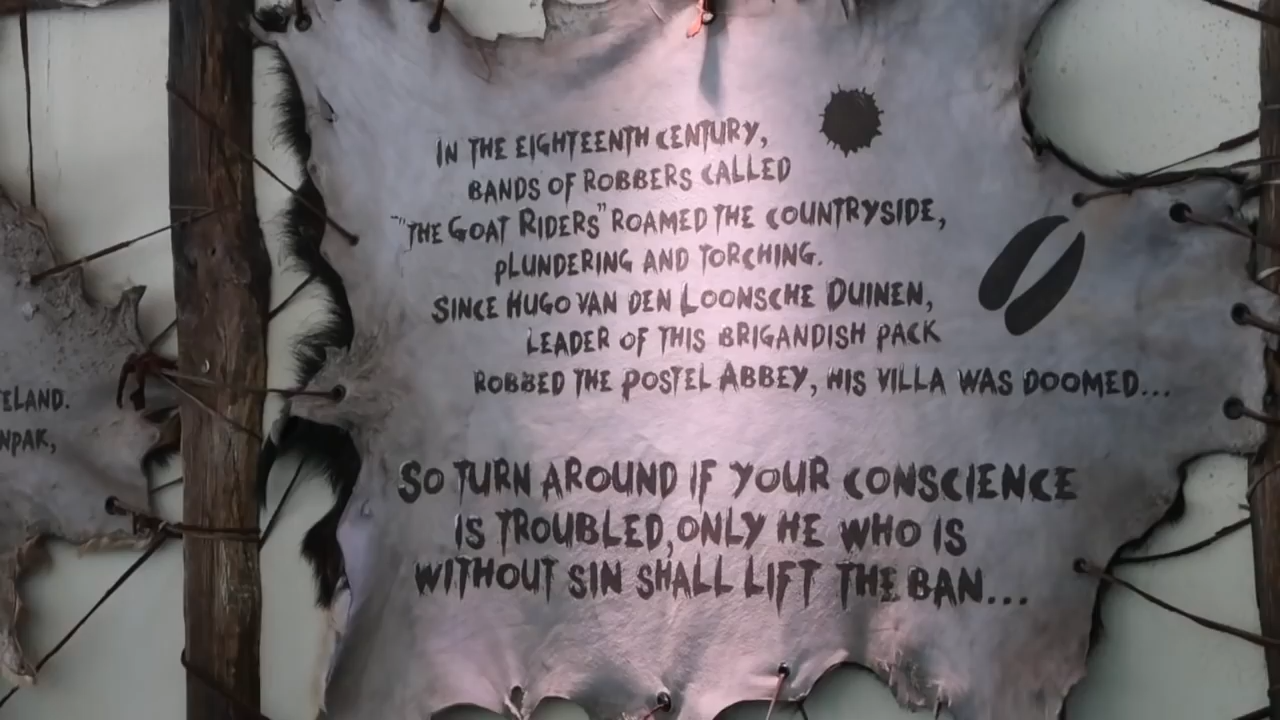 ELAND.
NPAK,
IN THE EIGHTEENTH CENTURY,
BANDS OF ROBBERS CALLED
"THE GOAT RIDERS" ROAMED THE COUNTRYSIDE,
PLUNDERING AND TORCHING.
SINCE HUGO VAN DEN LOONSCHE DUINEN,
LEADER OF THIS BRIGANDISH PACK
ROBBED THE POSTEL ABBEY, HIS VILLA WAS DOOMED...
SO TURN AROUND IF YOUR CONSCIENCE
IS TROUBLED, ONLY HE WHO IS
WITHOUT SIN SHALL LIFT THE BAN...